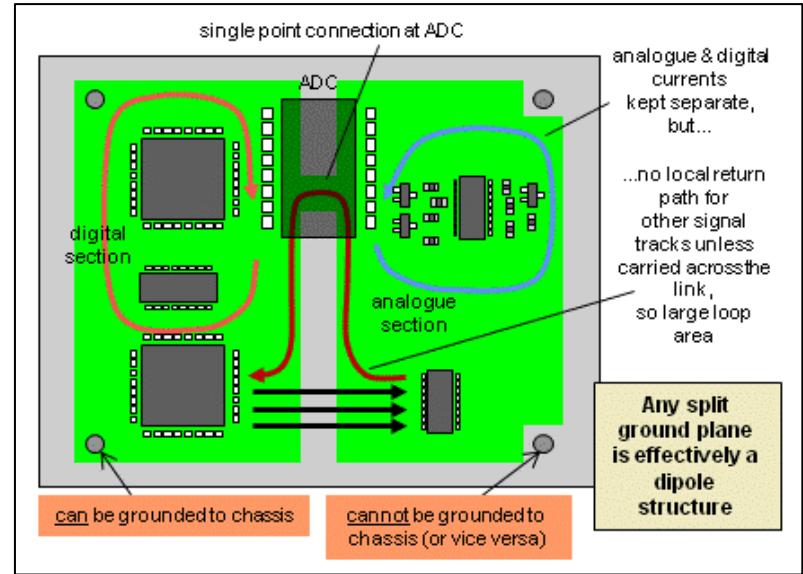 single point connection at ADC
ADC
analogue & digital
currents
kept separate,
but...
...no local return
path for
other signal
tracks unless
carried acrossthe
link,
so large loop
area
digital
section
analogue
section
Any split
ground plane
is effectively a
dipole
structure
can be grounded to chassis
cannot be grounded to
chassis (or vice versa)